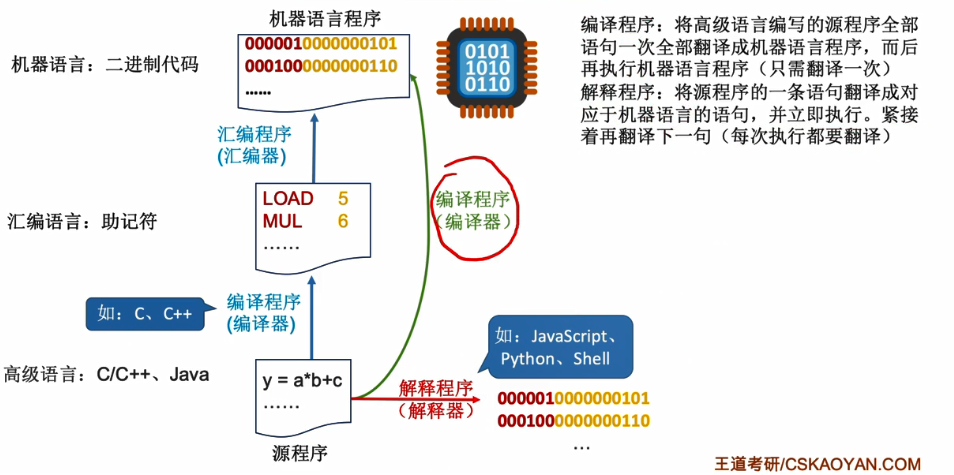 机器语言程序
0000010000000101
0001000000000110
......
机器语言：二进制代码
0101
1010
0110
编译程序：将高级语言编写的源程序全部
语句一次全部翻译成机器语言程序，而后
再执行机器语言程序（只需翻译一次）
解释程序：将源程序的一条语句翻译成对
应于机器语言的语句，并立即执行。紧接
着再翻译下一句（每次执行都要翻译）
汇编程序
(汇编器)
汇编语言：助记符
LOAD 5
MUL 6
……
编译程序
（编译器）
如：C、C++
编译程序
(编译器)
如：JavaScript、
Python、Shell
高级语言：C/C++、Java
y = a*b+c
……
解释程序
（解释器）
0000010000000101
0001000000000110
…
源程序
王道考研/CSKAOYAN.COM